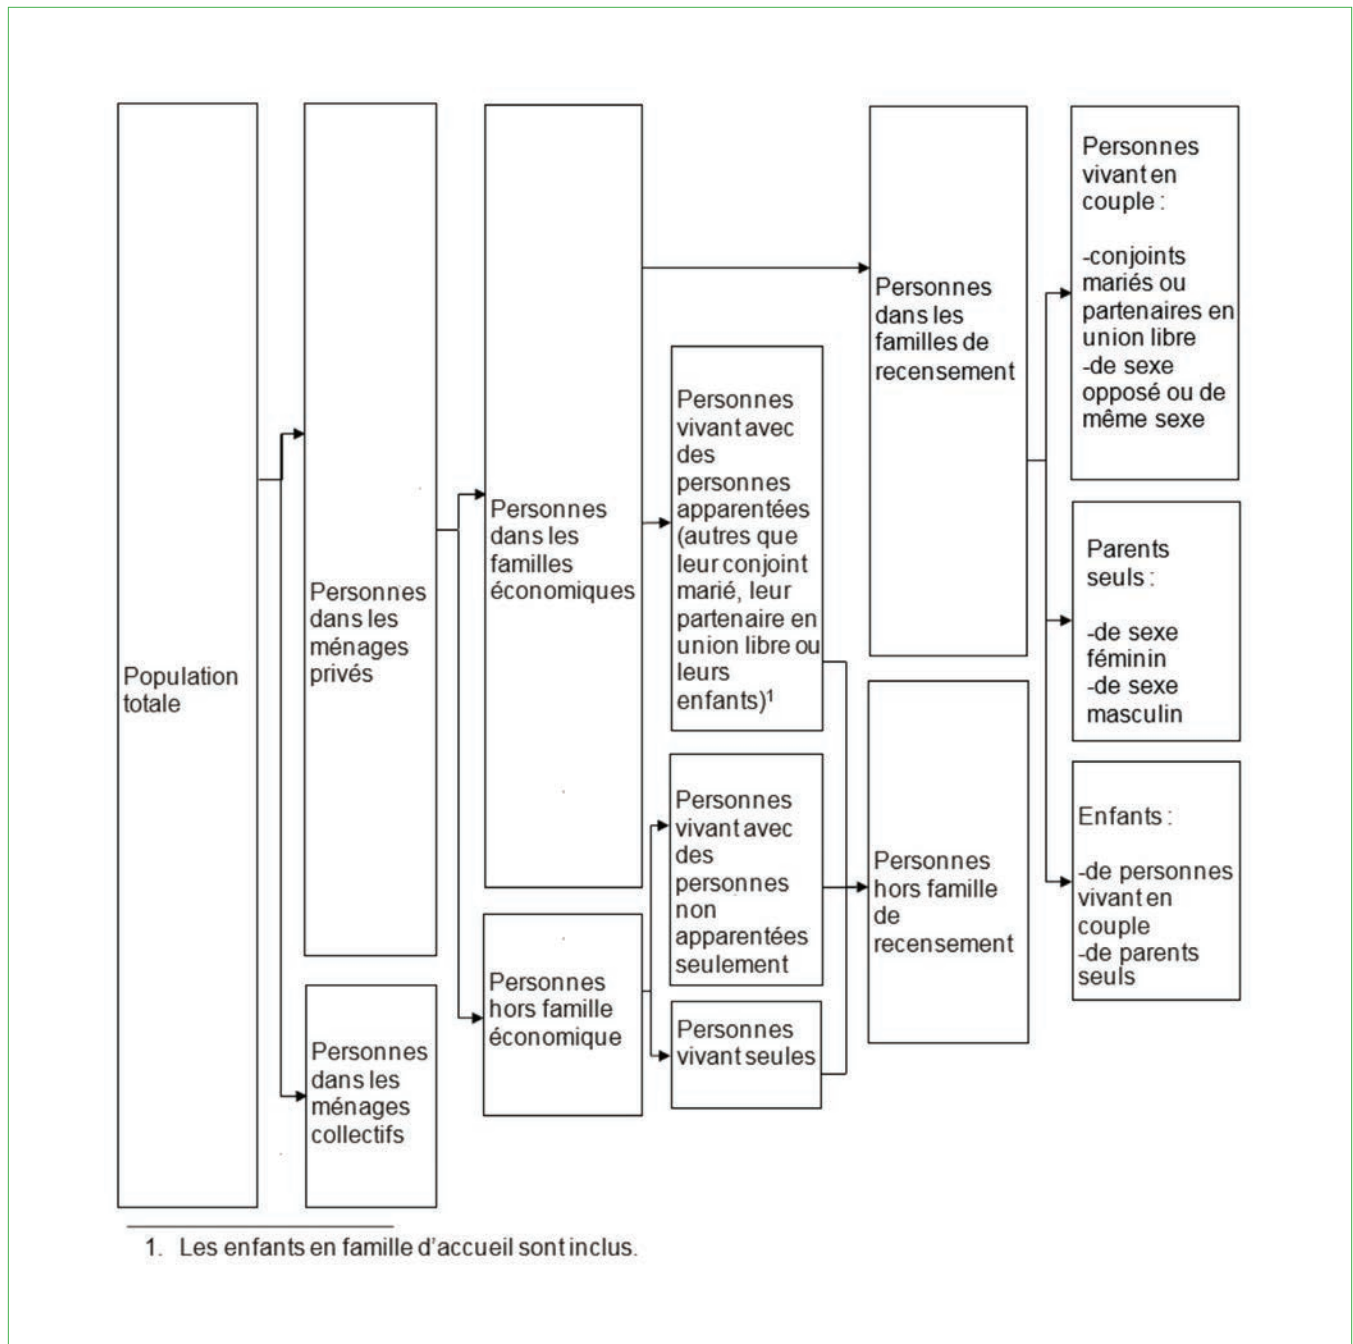 Population
totale
Personnes
dans les
ménages
privés
Personnes
dans les
ménages
collectifs
Personnes
dans les
familles
économiques
Personnes
hors famille
économique
Personnes
vivant avec
des
personnes
apparentées
(autres que
leur conjoint
marié, leur
partenaire en
union libre ou
leurs
enfants)¹
Personnes
vivant avec
des
personnes
non
apparentées
seulement
Personnes
vivant seules
Personnes
dans les
familles de
recensement
Personnes
hors famille
de
recensement
Personnes
vivant en
couple :
-conjoints
mariés ou
partenaires en
union libre
-de sexe
opposé ou de
même sexe
Parents
seuls :
-de sexe
féminin
-de sexe
masculin
Enfants :
-de personnes
vivant en
couple
-de parents
seuls
1. Les enfants en famille d'accueil sont inclus.